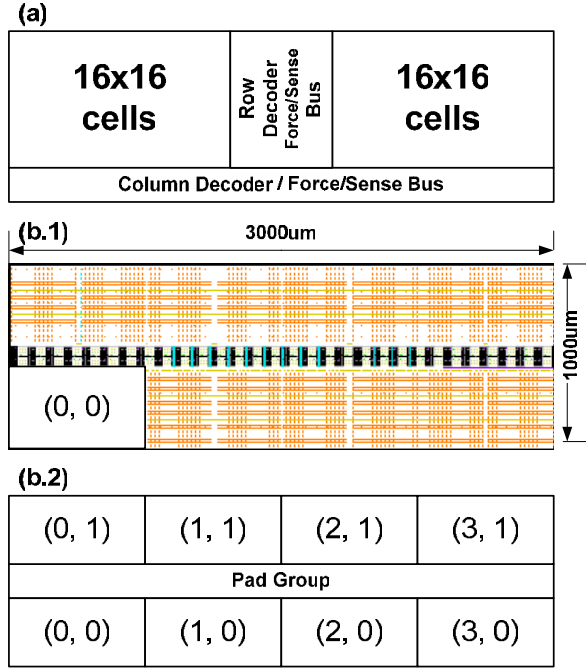 (a)
16x16
cells
Row
Decoder
Force/Sense
Bus
16x16
cells
Column Decoder / Force/Sense Bus
(b.1)
3000um
1000um
(0, 0)
(b.2)
(0, 1) (1, 1) (2, 1) (3, 1)
Pad Group
(0, 0) (1, 0) (2, 0) (3, 0)